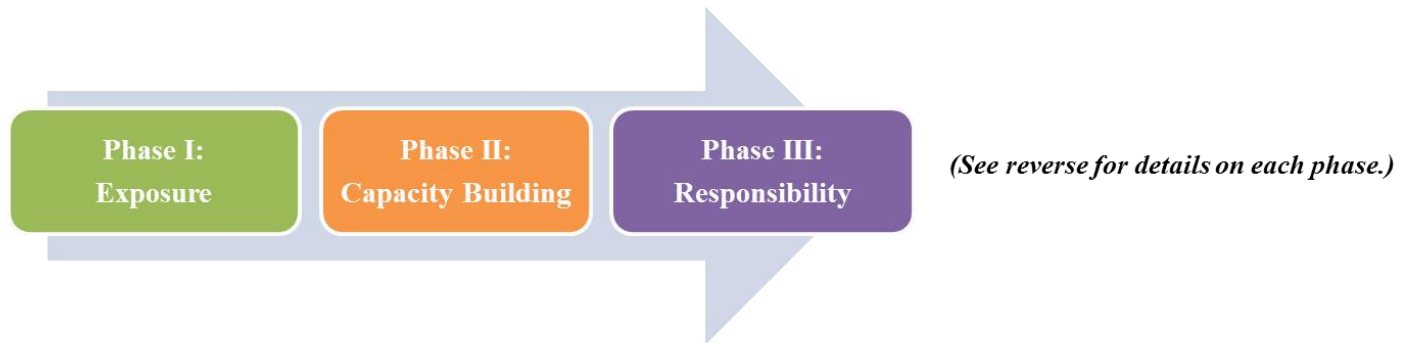 Phase I:
Exposure
Phase II:
Capacity Building
Phase III:
Responsibility
(See reverse for details on each phase.)